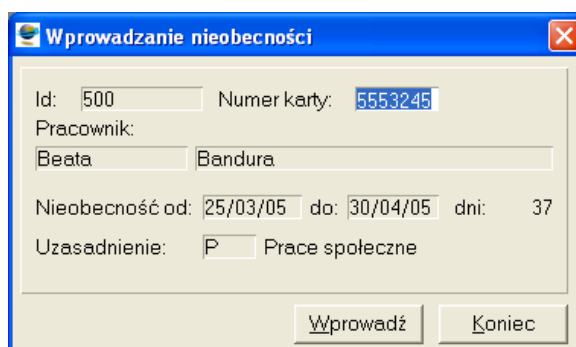 Wprowadzanie nieobecności
Id: 500 Numer karty: 5553245
Pracownik:
Beata Bandura
Nieobecność od: 25/03/05 do: 30/04/05 dni: 37
Uzasadnienie: P Prace społeczne
Wprowadź Koniec